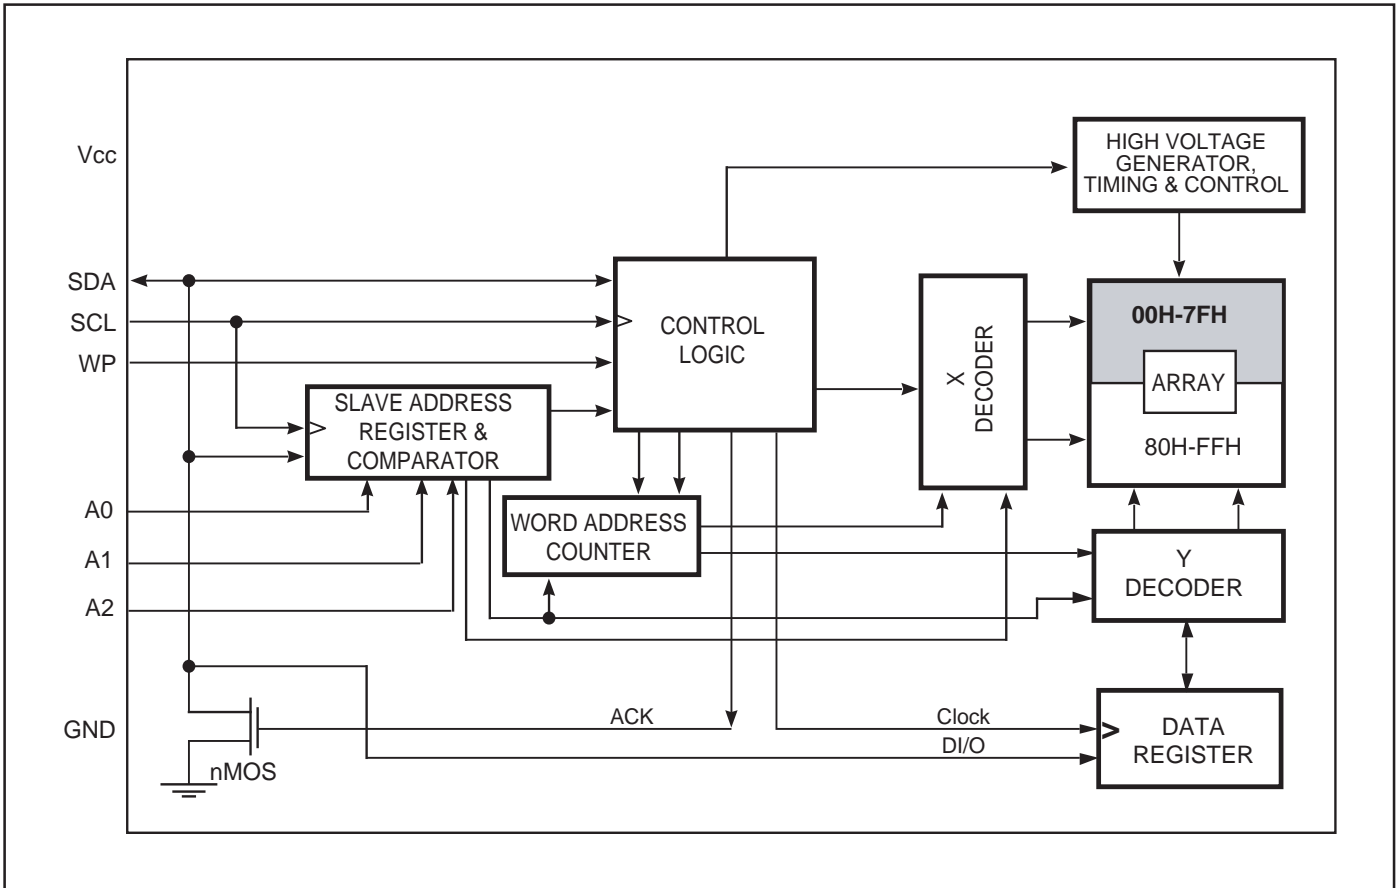 Vcc
HIGH VOLTAGE
GENERATOR,
TIMING & CONTROL
SDA
SCL
WP
CONTROL
LOGIC
X
DECODER
00H-7FH
ARRAY
80H-FFH
SLAVE ADDRESS
REGISTER &
COMPARATOR
A0
A1
A2
WORD ADDRESS
COUNTER
Y
DECODER
GND
nMOS
ACK
Clock
DI/O
DATA
REGISTER